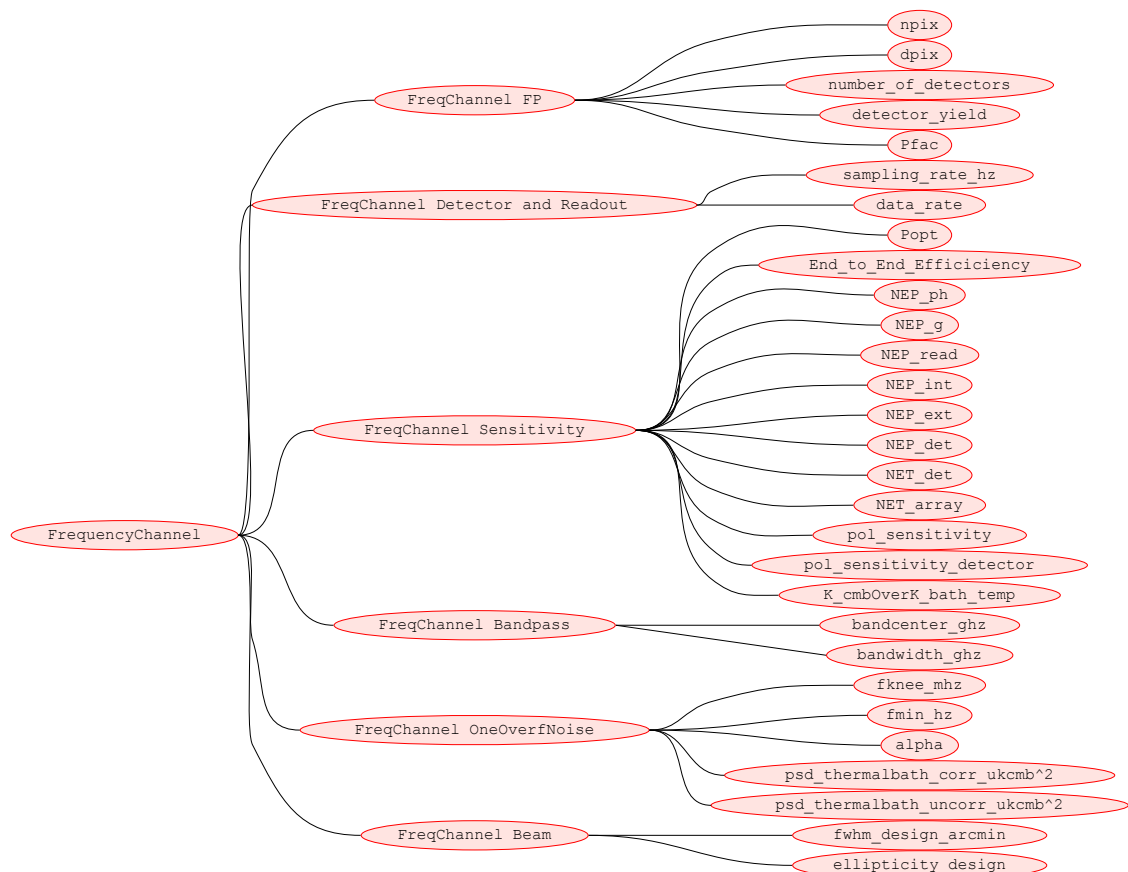 npix
dpix
number_of_detectors
FreqChannel FP
detector_yield
Pfac
sampling_rate_hz
FreqChannel Detector and Readout
data_rate
Popt
End_to_End_Efficiciency
NEP_ph
NEP_g
NEP_read
NEP_int
NEP_ext
FreqChannel Sensitivity
NEP_det
NET_det
NET_array
FrequencyChannel
pol_sensitivity
pol_sensitivity_detector
K_cmbOverK_bath_temp
FreqChannel Bandpass
bandcenter_ghz
bandwidth_ghz
fknee_mhz
fmin_hz
FreqChannel OneOverfNoise
alpha
psd_thermalbath_corr_ukcmb^2
psd_thermalbath_uncorr_ukcmb^2
FreqChannel Beam
fwhm_design_arcmin
ellipticity_design